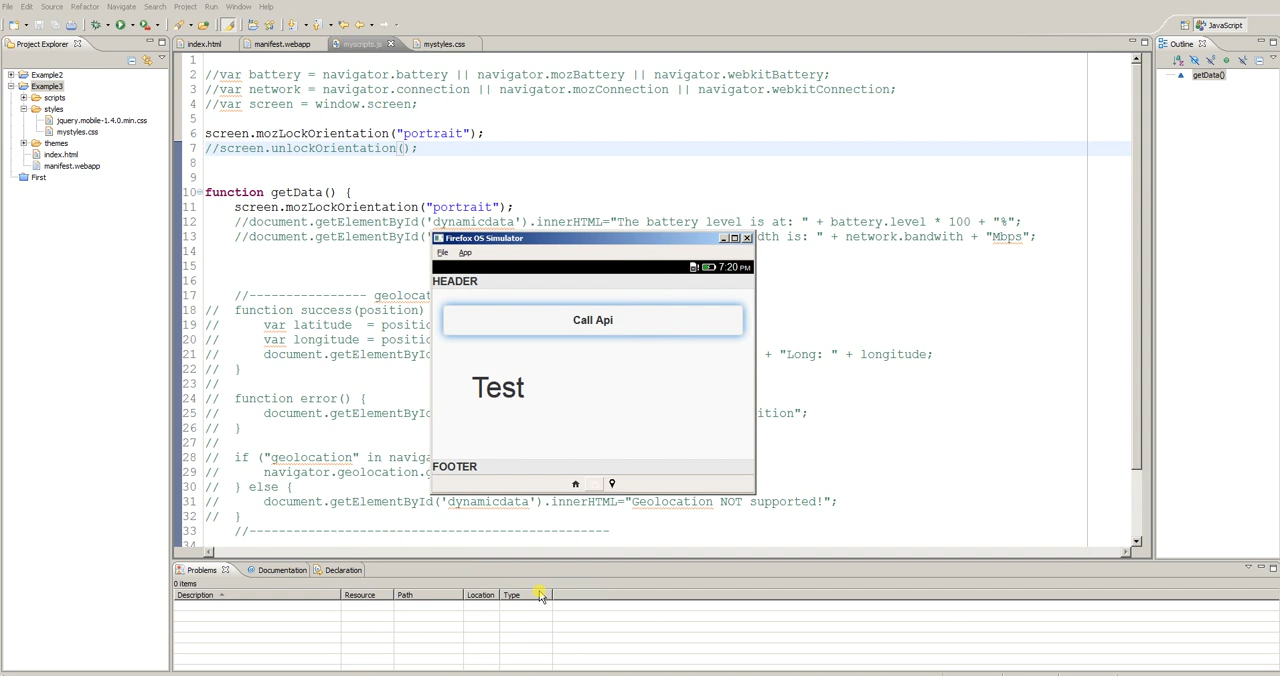 File Edit Source Refactor Navigate Search Project Run Window Help
JavaScript
Project Explorer
index.html
manifest.webapp
myscripts.js
mystyles.css
Outline
Example2
Example3
scripts
styles
jquery.mobile-1.4.0.min.css
mystyles.css
themes
index.html
manifest.webapp
First
getData()
1
2 //var battery = navigator.battery || navigator.mozBattery || navigator.webkitBattery;
3 //var network = navigator.connection || navigator.mozConnection || navigator.webkitConnection;
4 //var screen = window.screen;
5
6 screen.mozLockOrientation("portrait");
7 //screen.unlockOrientation();
8
9
10 function getData() {
11 screen.mozLockOrientation("portrait");
12 //document.getElementById('dynamicdata').innerHTML="The battery level is at: " + battery.level * 100 + "%";
13 //document.getElementById(' dth is: " + network.bandwith + "Mbps";
14
15
16
17 //---------------- geolocat
18 // function success(position)
19 // var latitude = positic
20 // var longitude = positic
21 // document.getElementById + "Long: " + longitude;
22 // }
23 //
24 // function error() {
25 // document.getElementById ition";
26 // }
27 //
28 // if ("geolocation" in naviga
29 // navigator.geolocation.
30 // } else {
31 // document.getElementById('dynamicdata').innerHTML="Geolocation NOT supported!";
32 // }
33 //-------------------------------------------------
34
Firefox OS Simulator
File App
7:20 PM
HEADER
Call Api
Test
FOOTER
Problems
Documentation
Declaration
0 items
Description Resource Path Location Type